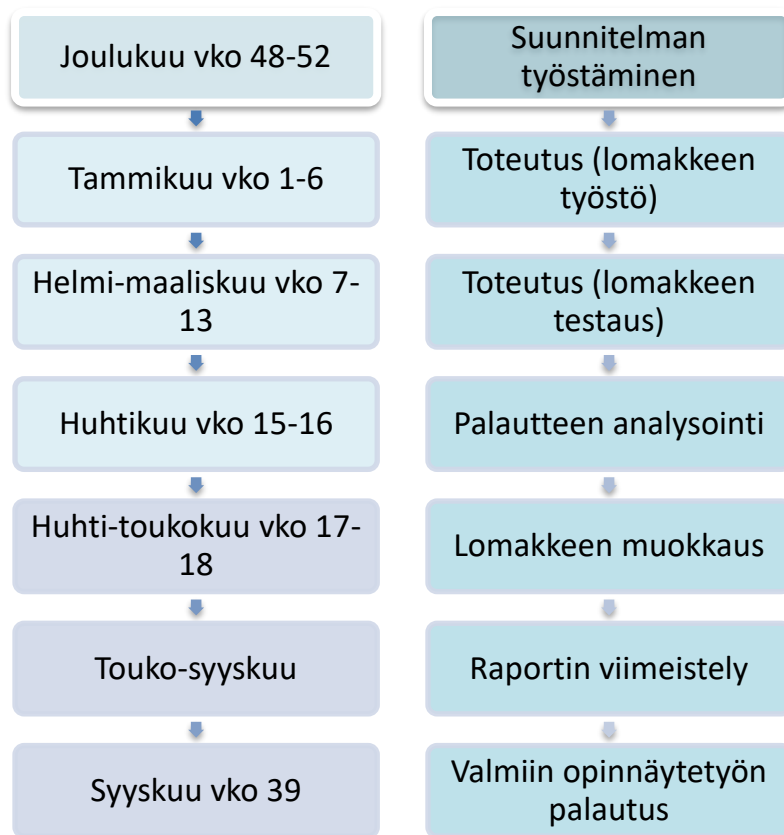 Joulukuu vko 48-52
Suunnitelman
työstäminen
Tammikuu vko 1-6
Toteutus (lomakkeen
työstö)
Helmi-maaliskuu vko 7-
13
Toteutus (lomakkeen
testaus)
Huhtikuu vko 15-16
Palautteen analysointi
Huhti-toukokuu vko 17-
18
Lomakkeen muokkaus
Touko-syyskuu
Raportin viimeistely
Syyskuu vko 39
Valmiin opinnäytetyön
palautus